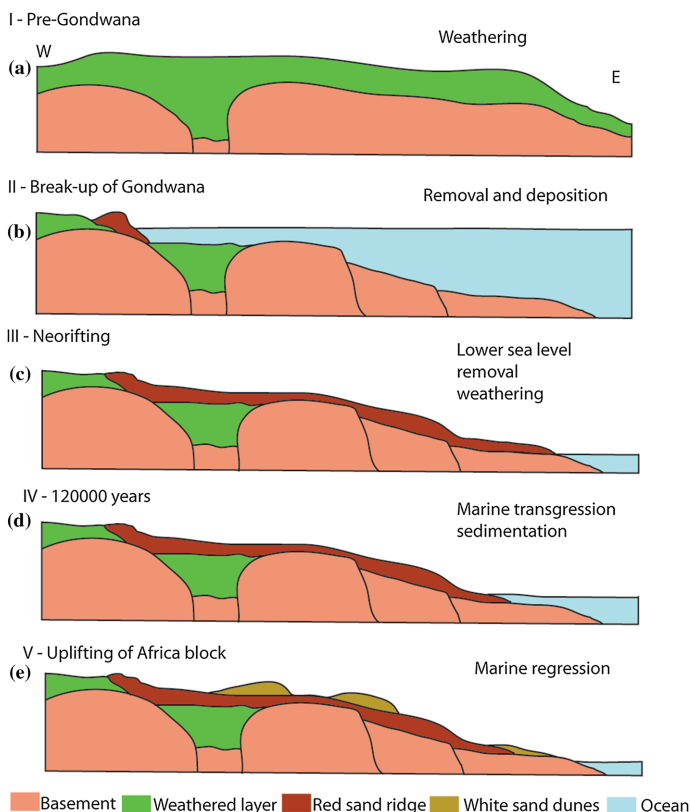 I - Pre-Gondwana
Weathering
W
(a)
E
II - Break-up of Gondwana
Removal and deposition
(b)
III - Neorifting
Lower sea level
removal
weathering
(c)
IV - 120000 years
Marine transgression
sedimentation
(d)
V - Uplifting of Africa block
Marine regression
(e)
Basement Weathered layer Red sand ridge White sand dunes Ocean